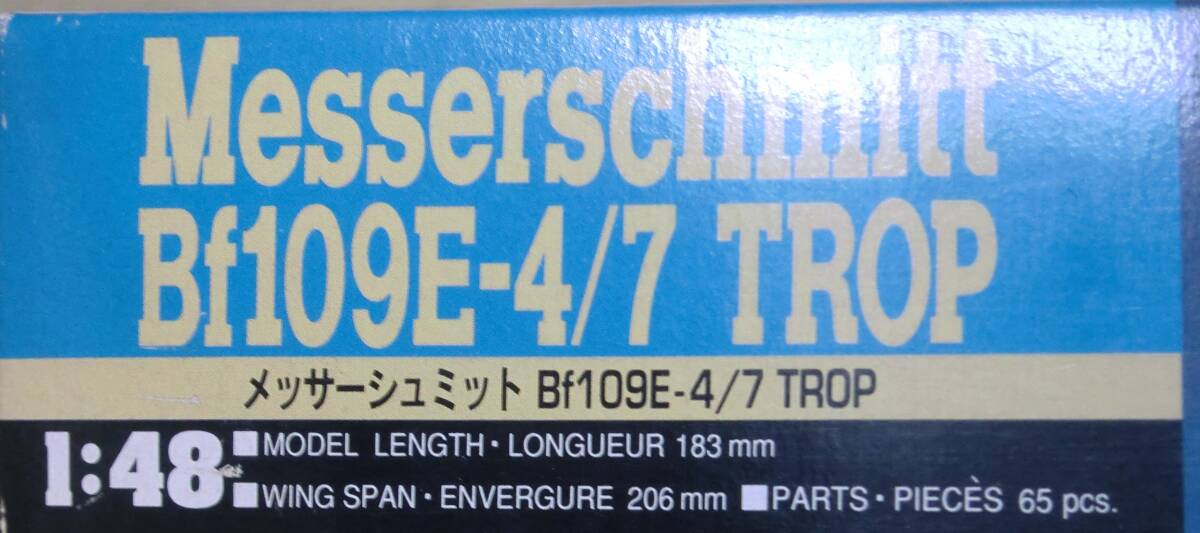 Messerschmitt
Bf109E-4/7 TROP
メッサーシュミット Bf109E-4/7 TROP
1:48
■MODEL LENGTH・LONGUEUR 183 mm
■WING SPAN・ENVERGURE 206 mm ■PARTS・PIECÈS 65 pcs.